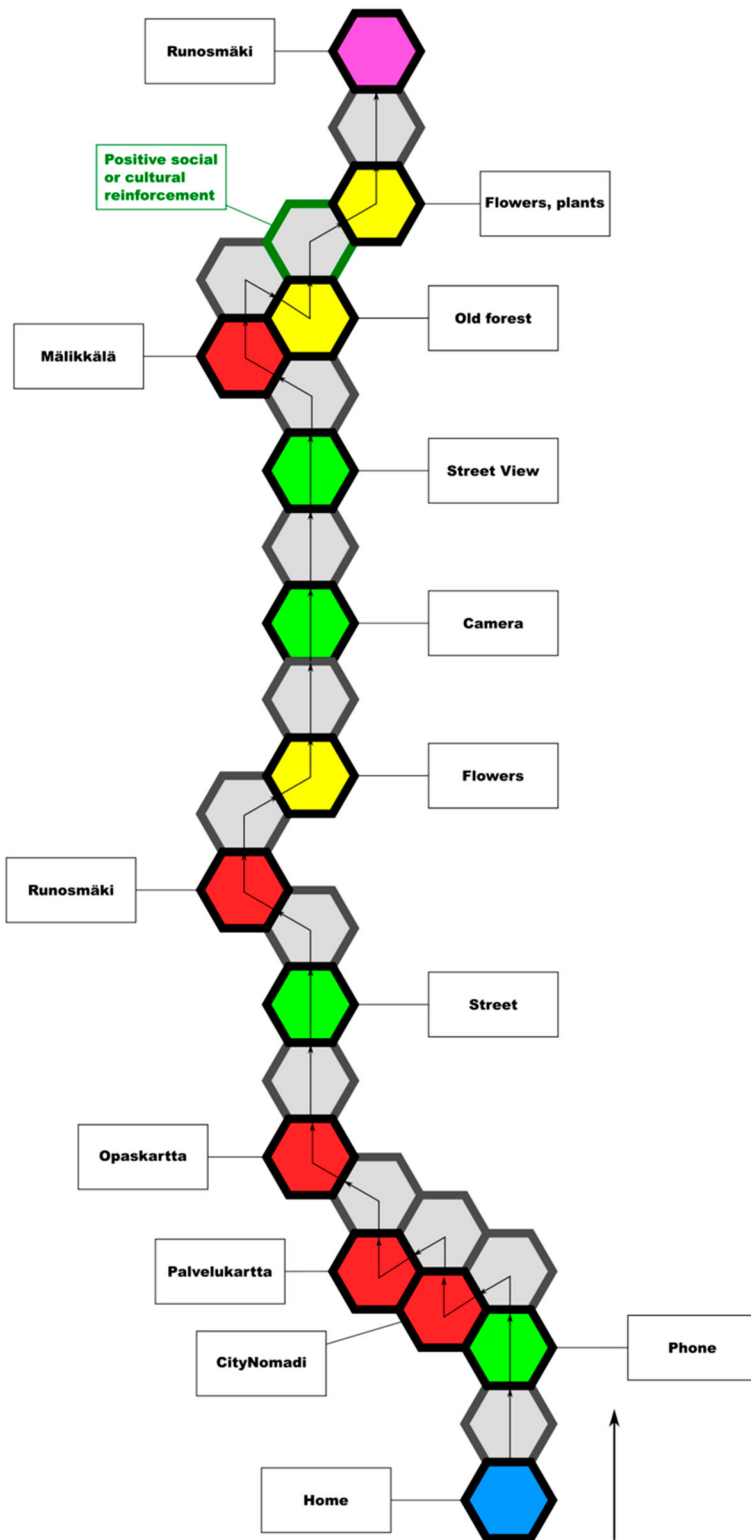 Runosmäki
Positive social
or cultural
reinforcement
Flowers, plants
Old forest
Mälikkälä
Street View
Camera
Flowers
Runosmäki
Street
Opaskartta
Palvelukartta
CityNomadi
Phone
Home